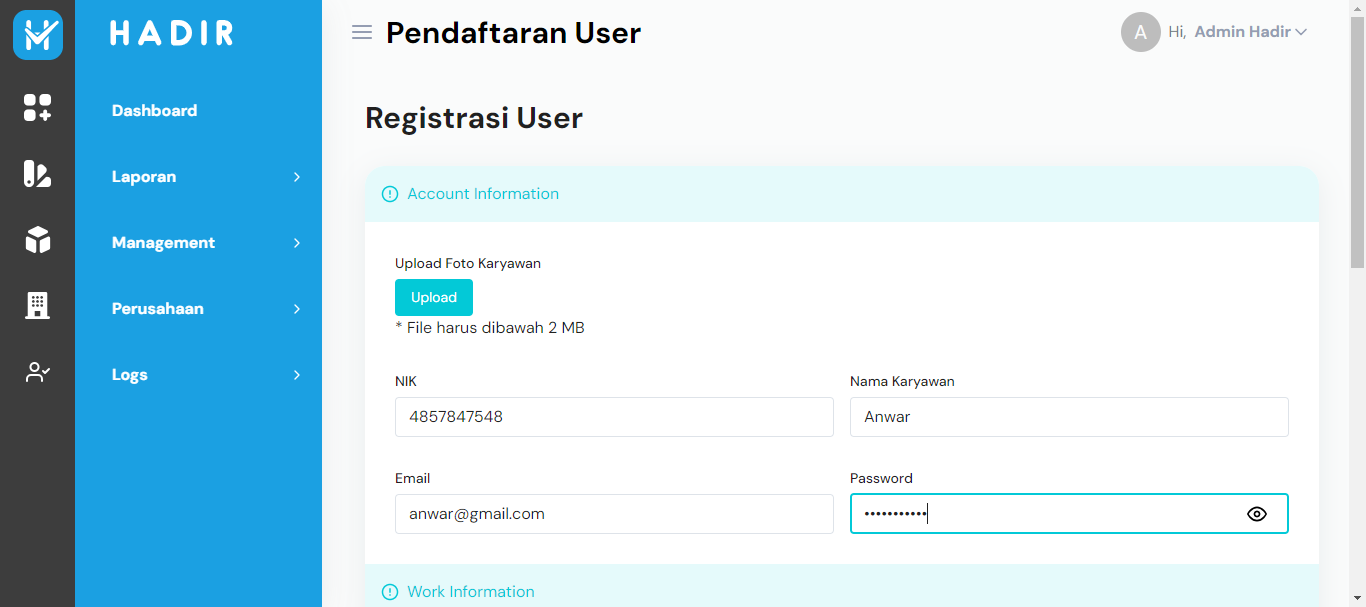 HADIR
Dashboard
Laporan
Management
Perusahaan
Logs
Pendaftaran User
A Hi, Admin Hadir
Registrasi User
Account Information
Upload Foto Karyawan
Upload
* File harus dibawah 2 MB
NIK
4857847548
Nama Karyawan
Anwar
Email
anwar@gmail.com
Password
•••••••••••
Work Information